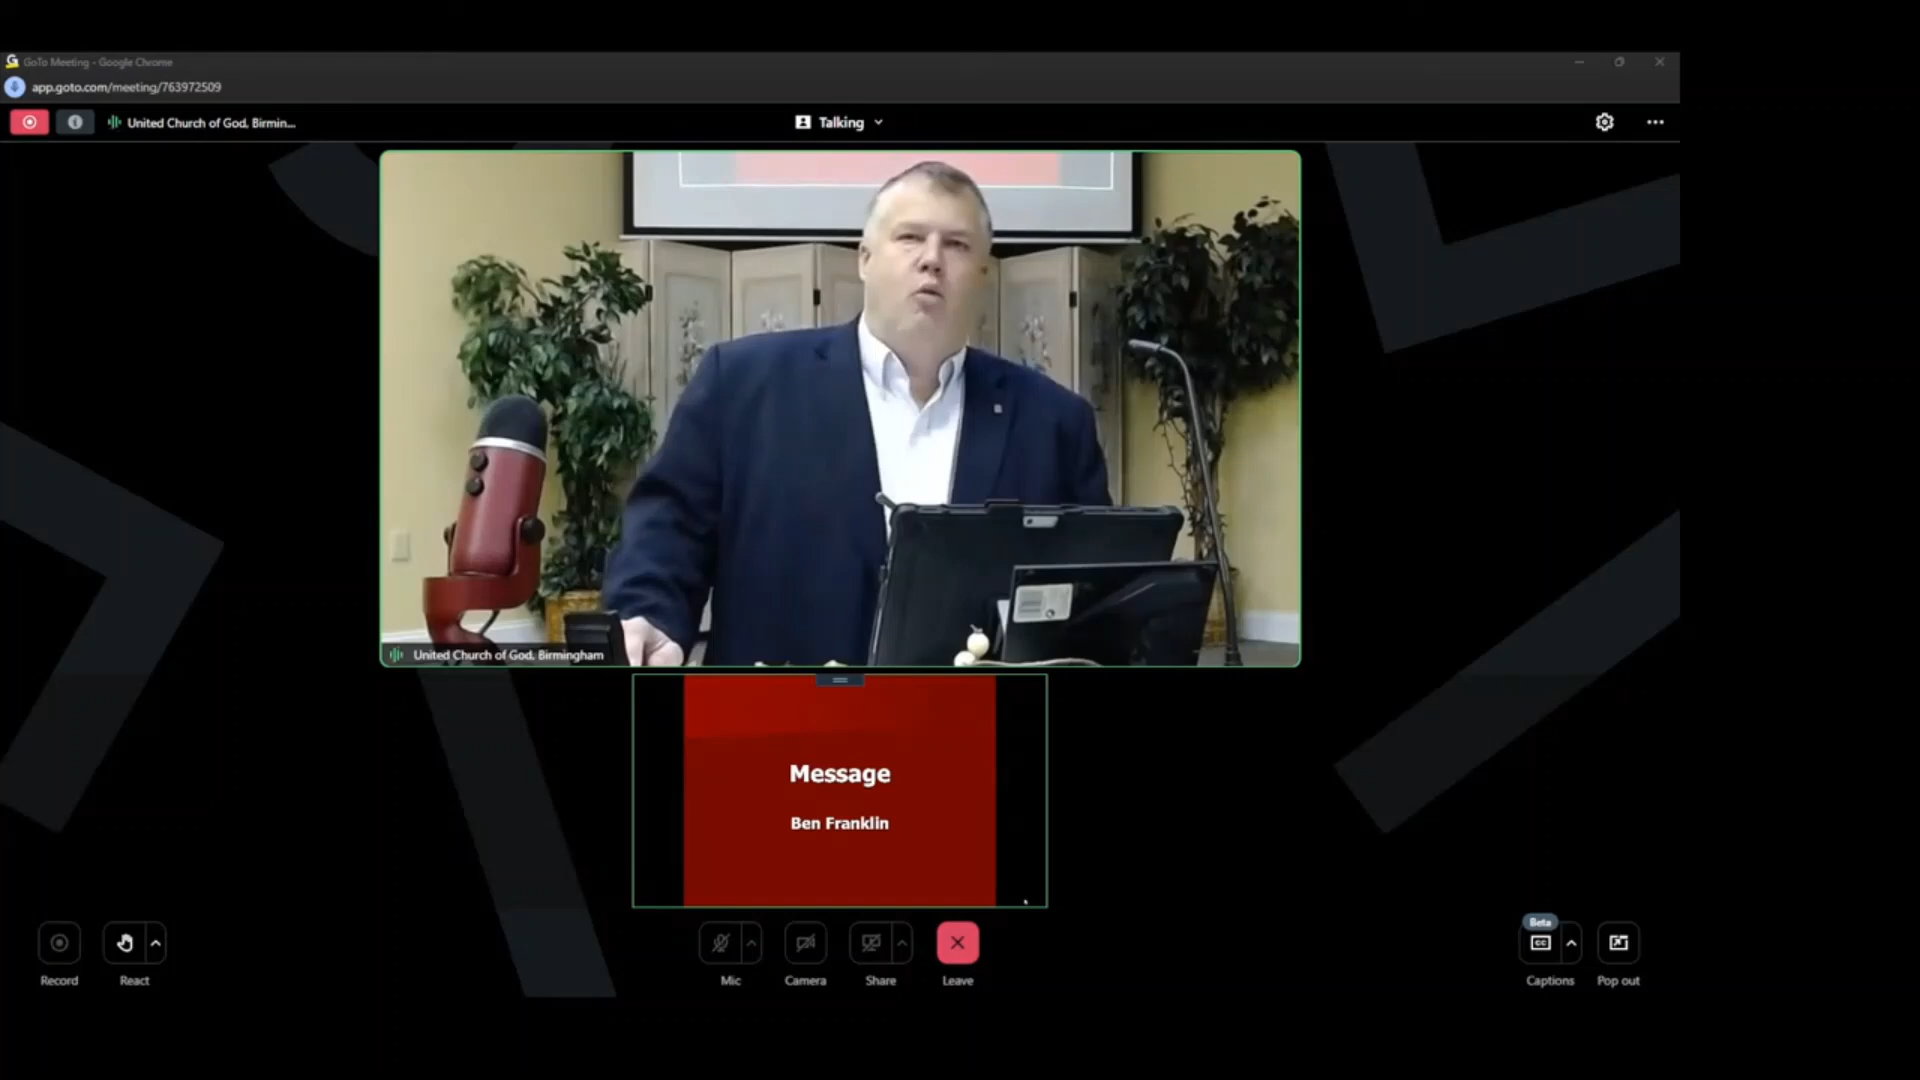 GoTo Meeting - Google Chrome
app.goto.com/meeting/763972509
United Church of God, Birmin...
Talking
United Church of God, Birmingham
Message
Ben Franklin
Record
React
Mic
Camera
Share
Leave
Beta
CC
Captions
Pop out